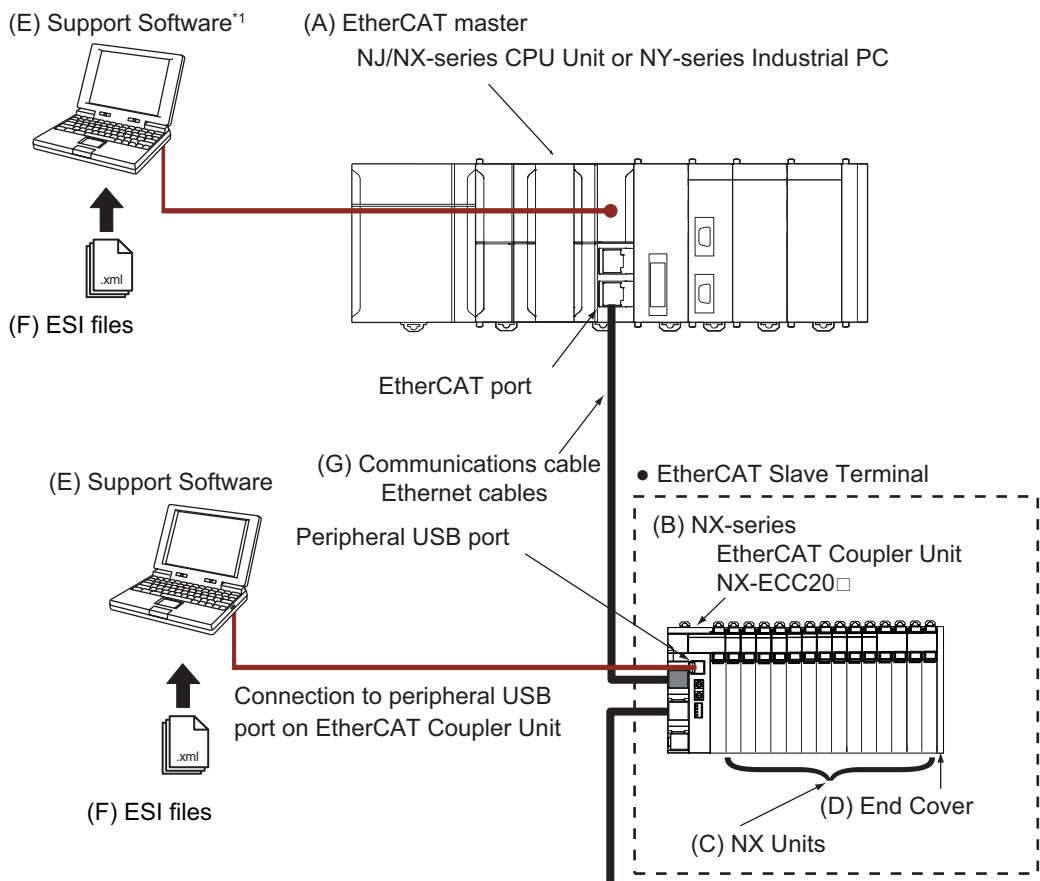 (E) Support Software*1
(A) EtherCAT master
NJ/NX-series CPU Unit or NY-series Industrial PC
.xml
(F) ESI files
EtherCAT port
(G) Communications cable
Ethernet cables
(E) Support Software
● EtherCAT Slave Terminal
Peripheral USB port
(B) NX-series
EtherCAT Coupler Unit
NX-ECC20□
Connection to peripheral USB
port on EtherCAT Coupler Unit
.xml
(F) ESI files
(D) End Cover
(C) NX Units